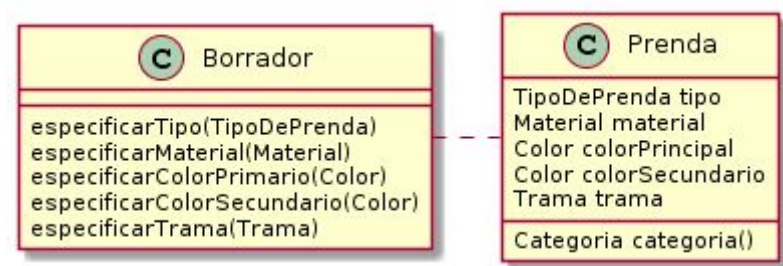 C Borrador
especificarTipo(TipoDePrenda)
especificarMaterial(Material)
especificarColorPrimario(Color)
especificarColorSecundario(Color)
especificarTrama(Trama)
C Prenda
TipoDePrenda tipo
Material material
Color colorPrincipal
Color colorSecundario
Trama trama
Categoria categoria()